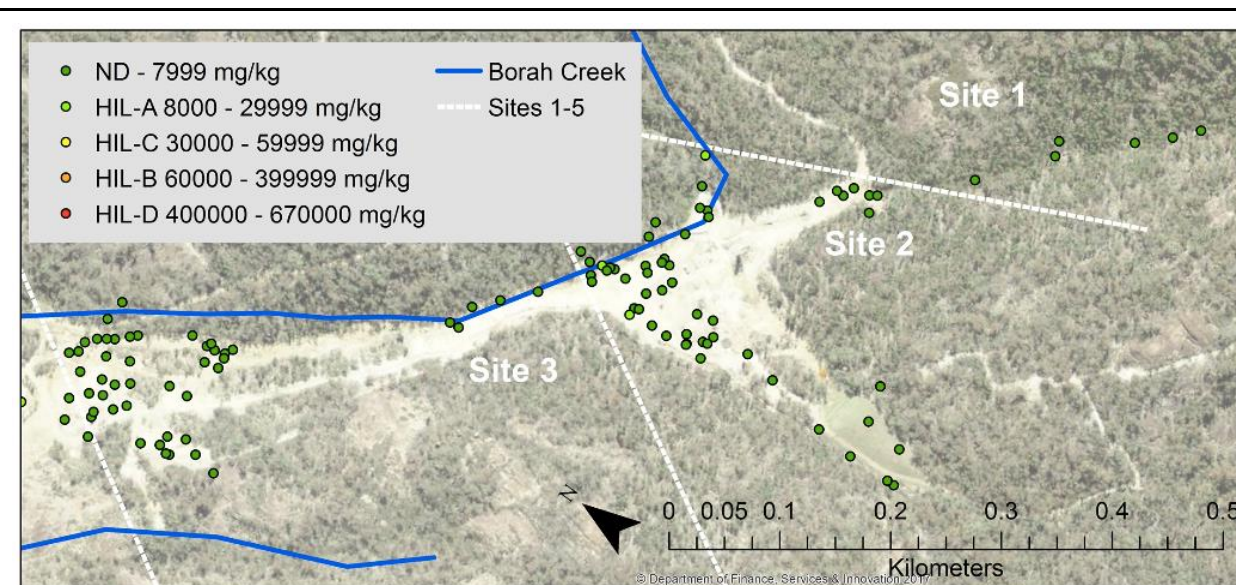 ND - 7999 mg/kg
HIL-A 8000 - 29999 mg/kg
HIL-C 30000 - 59999 mg/kg
HIL-B 60000 - 399999 mg/kg
HIL-D 400000 - 670000 mg/kg
Borah Creek
Sites 1-5
Site 1
Site 2
Site 3
N
0 0.05 0.1 0.2 0.3 0.4 0.5
Kilometers
© Department of Finance, Services & Innovation 2017